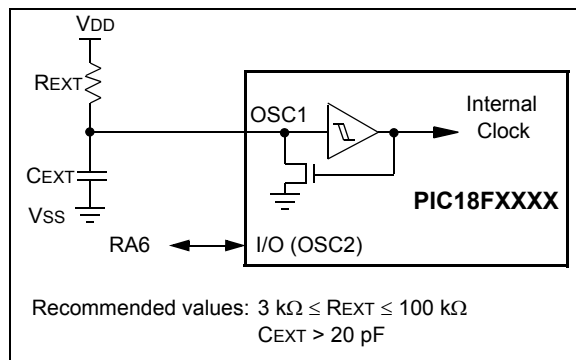 VDD
REXT
OSC1
Internal
Clock
CEXT
PIC18FXXXX
VSS
RA6
I/O (OSC2)
Recommended values: 3 kΩ ≤ REXT ≤ 100 kΩ
CEXT > 20 pF